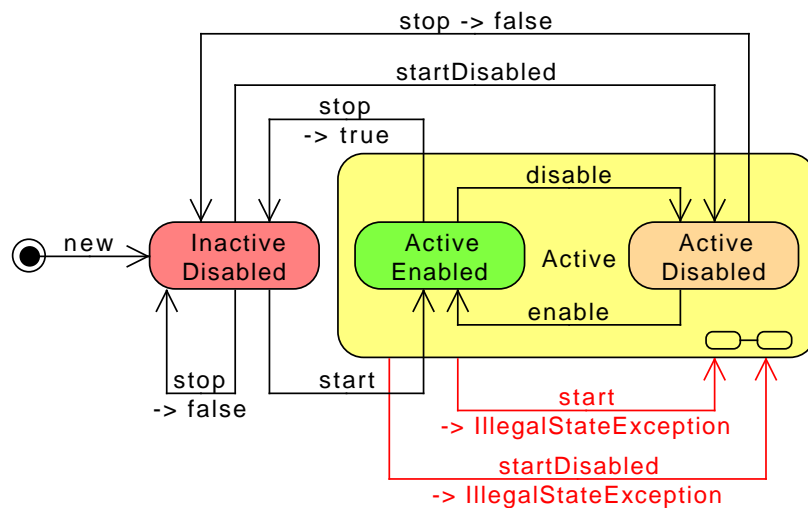 stop -> false
startDisabled
stop
-> true
disable
new
Inactive
Disabled
Active
Enabled
Active
Active
Disabled
enable
stop
-> false
start
start
-> IllegalStateException
startDisabled
-> IllegalStateException